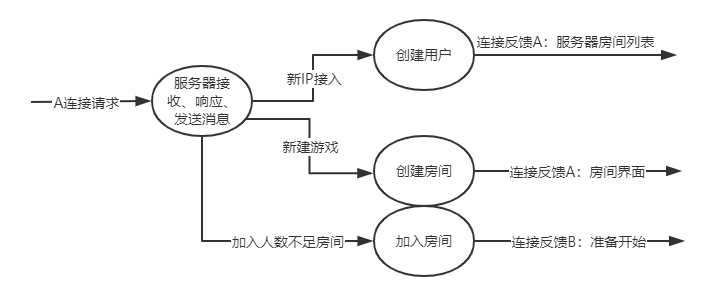 创建用户
连接反馈A：服务器房间列表
新IP接入
服务器接
收、响应、
发送消息
A连接请求
新建游戏
创建房间
连接反馈A：房间界面
加入人数不足房间
加入房间
连接反馈B：准备开始